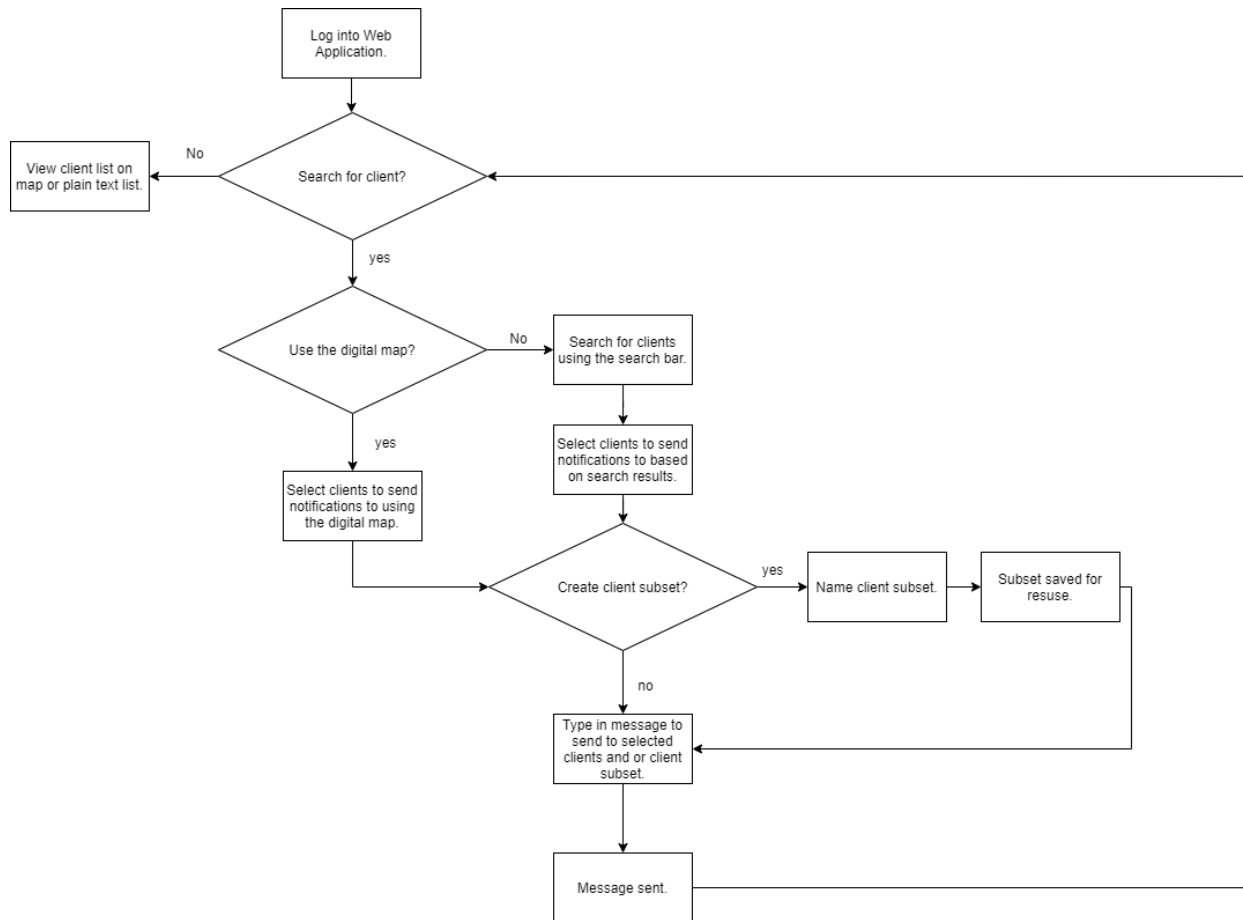 Log into Web
Application.
No
View client list on
map or plain text list.
Search for client?
yes
Use the digital map?
No
Search for clients
using the search bar.
yes
Select clients to send
notifications to based
on search results.
Select clients to send
notifications to using
the digital map.
Create client subset?
yes
Name client subset.
Subset saved for
resuse.
no
Type in message to
send to selected
clients and or client
subset.
Message sent.